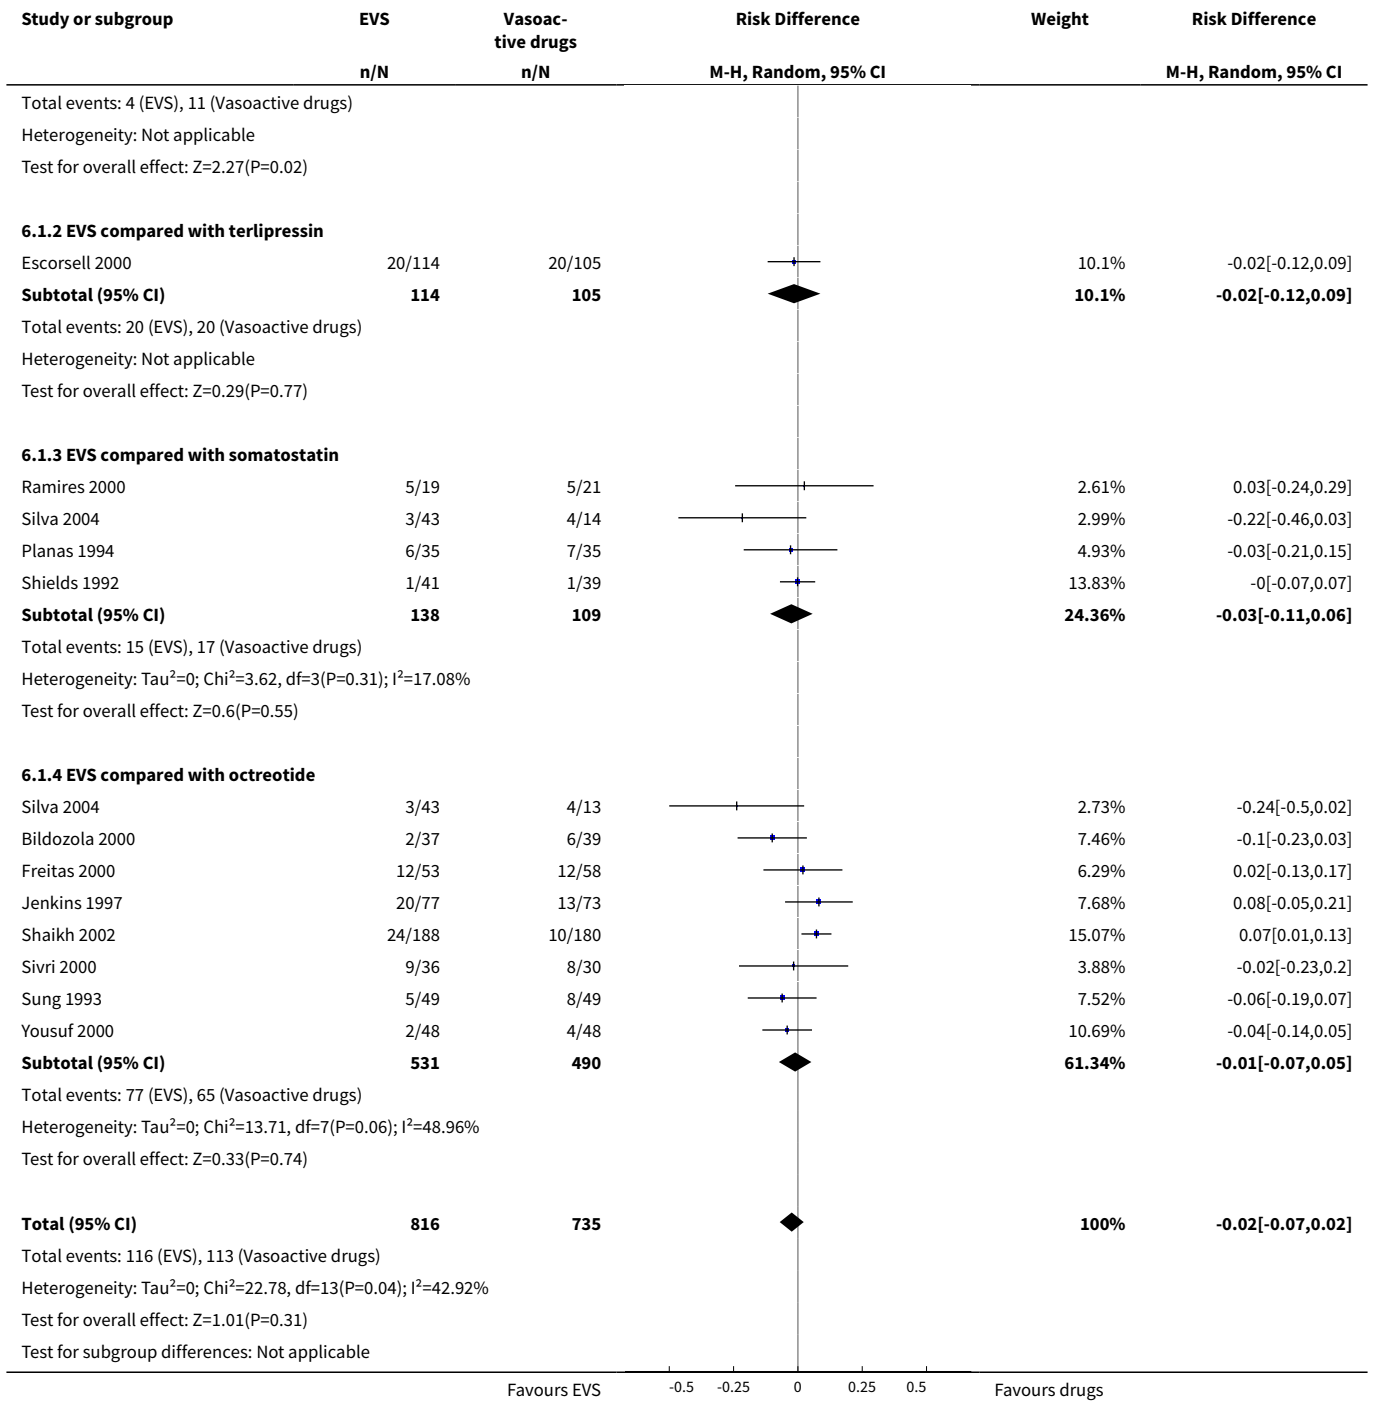 Study or subgroup EVS Vasoac- Risk Difference Weight Risk Difference
tive drugs
n/N n/N M-H, Random, 95% CI M-H, Random, 95% CI
Total events: 4 (EVS), 11 (Vasoactive drugs)
Heterogeneity: Not applicable
Test for overall effect: Z=2.27(P=0.02)
6.1.2 EVS compared with terlipressin
Escorsell 2000 20/114 20/105 10.1% -0.02[-0.12,0.09]
Subtotal (95% CI) 114 105 10.1% -0.02[-0.12,0.09]
Total events: 20 (EVS), 20 (Vasoactive drugs)
Heterogeneity: Not applicable
Test for overall effect: Z=0.29(P=0.77)
6.1.3 EVS compared with somatostatin
Ramires 2000 5/19 5/21 2.61% 0.03[-0.24,0.29]
Silva 2004 3/43 4/14 2.99% -0.22[-0.46,0.03]
Planas 1994 6/35 7/35 4.93% -0.03[-0.21,0.15]
Shields 1992 1/41 1/39 13.83% -0[-0.07,0.07]
Subtotal (95% CI) 138 109 24.36% -0.03[-0.11,0.06]
Total events: 15 (EVS), 17 (Vasoactive drugs)
Heterogeneity: Tau²=0; Chi²=3.62, df=3(P=0.31); I²=17.08%
Test for overall effect: Z=0.6(P=0.55)
6.1.4 EVS compared with octreotide
Silva 2004 3/43 4/13 2.73% -0.24[-0.5,0.02]
Bildozola 2000 2/37 6/39 7.46% -0.1[-0.23,0.03]
Freitas 2000 12/53 12/58 6.29% 0.02[-0.13,0.17]
Jenkins 1997 20/77 13/73 7.68% 0.08[-0.05,0.21]
Shaikh 2002 24/188 10/180 15.07% 0.07[0.01,0.13]
Sivri 2000 9/36 8/30 3.88% -0.02[-0.23,0.2]
Sung 1993 5/49 8/49 7.52% -0.06[-0.19,0.07]
Yousuf 2000 2/48 4/48 10.69% -0.04[-0.14,0.05]
Subtotal (95% CI) 531 490 61.34% -0.01[-0.07,0.05]
Total events: 77 (EVS), 65 (Vasoactive drugs)
Heterogeneity: Tau²=0; Chi²=13.71, df=7(P=0.06); I²=48.96%
Test for overall effect: Z=0.33(P=0.74)
Total (95% CI) 816 735 100% -0.02[-0.07,0.02]
Total events: 116 (EVS), 113 (Vasoactive drugs)
Heterogeneity: Tau²=0; Chi²=22.78, df=13(P=0.04); I²=42.92%
Test for overall effect: Z=1.01(P=0.31)
Test for subgroup differences: Not applicable
Favours EVS -0.5 -0.25 0 0.25 0.5 Favours drugs